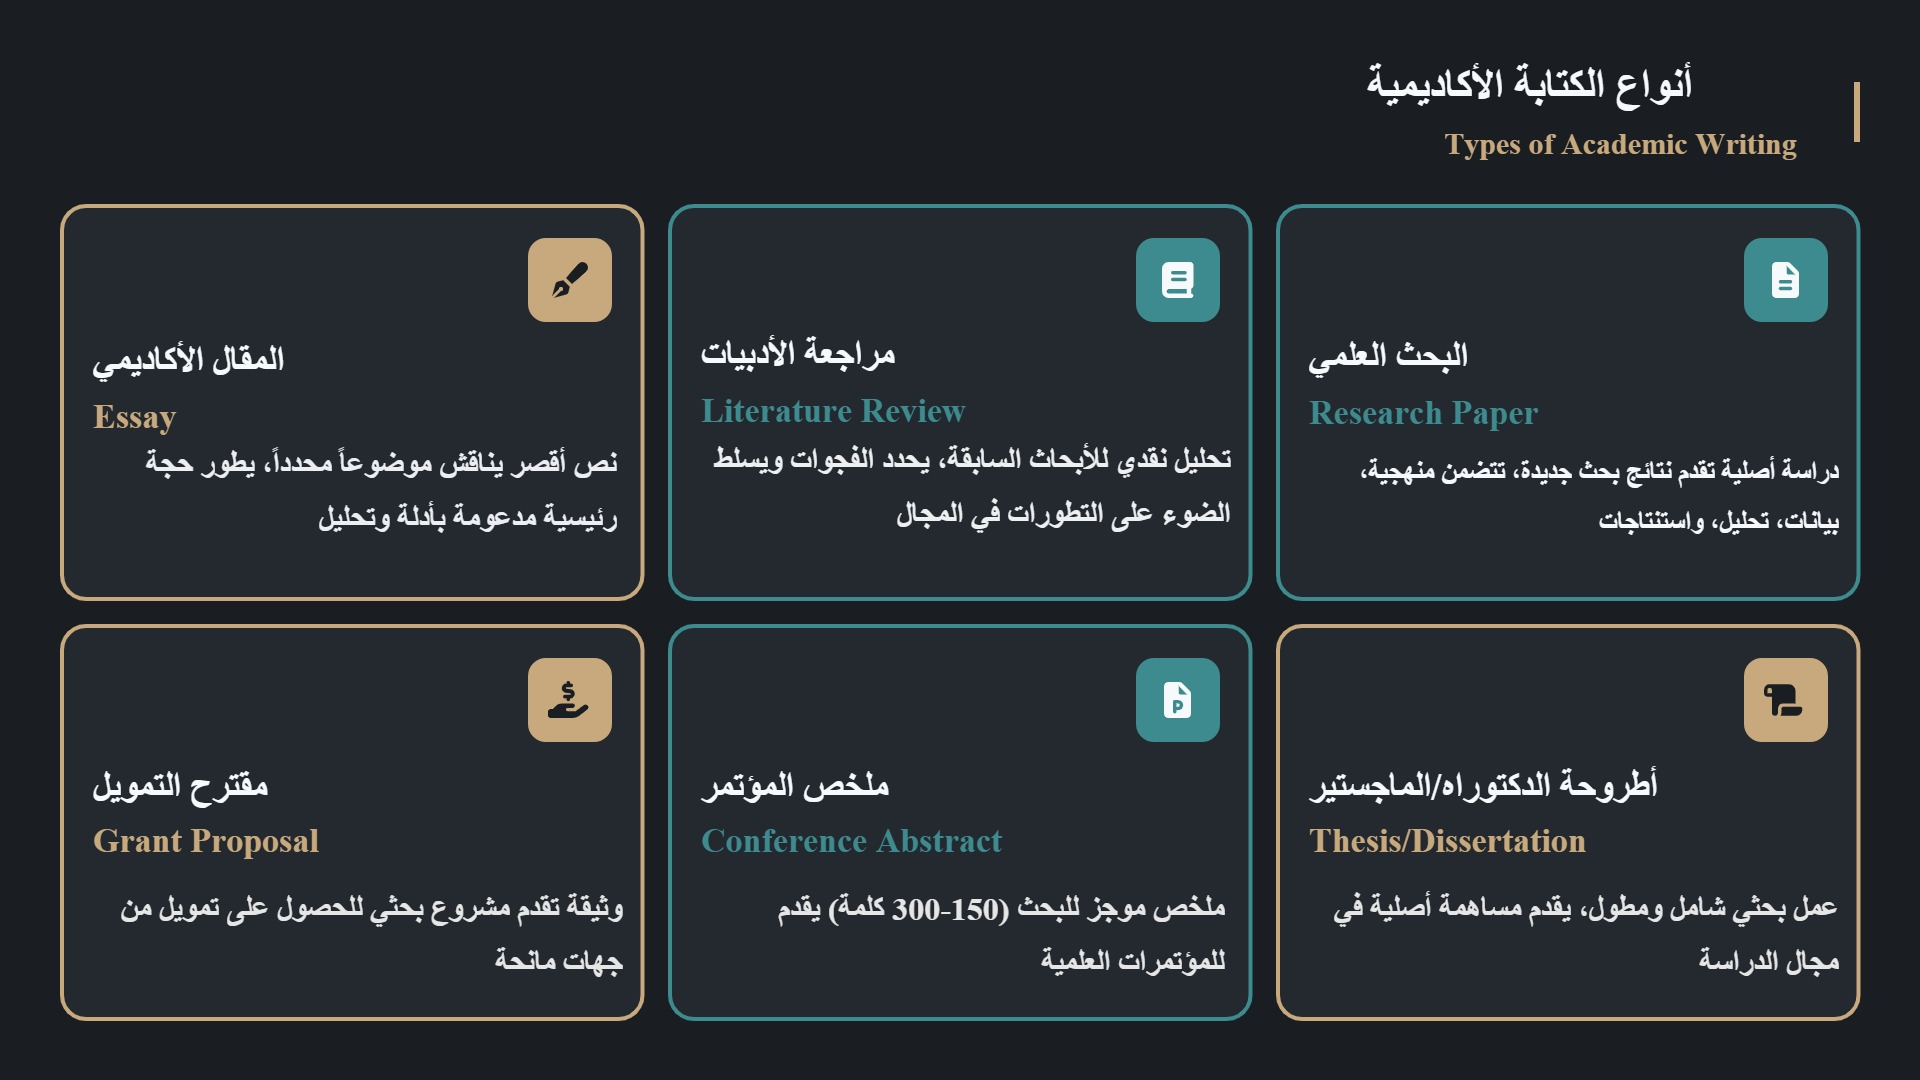 أنواع الكتابة الأكاديمية
Types of Academic Writing
البحث العلمي
Research Paper
دراسة أصلية تقدم نتائج بحث جديدة، تتضمن منهجية،
بيانات، تحليل، واستنتاجات
مراجعة الأدبيات
Literature Review
تحليل نقدي للأبحاث السابقة، يحدد الفجوات ويسلط
الضوء على التطورات في المجال
المقال الأكاديمي
Essay
نص أقصر يناقش موضوعاً محدداً، يطور حجة
رئيسية مدعومة بأدلة وتحليل
أطروحة الدكتوراه/الماجستير
Thesis/Dissertation
عمل بحثي شامل ومطول، يقدم مساهمة أصلية في
مجال الدراسة
ملخص المؤتمر
Conference Abstract
ملخص موجز للبحث (150-300 كلمة) يقدم
للمؤتمرات العلمية
مقترح التمويل
Grant Proposal
وثيقة تقدم مشروع بحثي للحصول على تمويل من
جهات مانحة